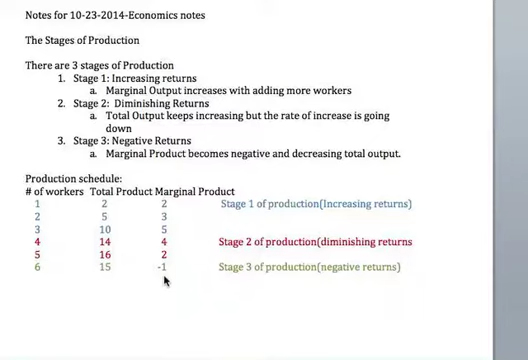 Notes for 10-23-2014-Economics notes
The Stages of Production
There are 3 stages of Production
1. Stage 1: Increasing returns
a. Marginal Output increases with adding more workers
2. Stage 2: Diminishing Returns
a. Total Output keeps increasing but the rate of increase is going
down
3. Stage 3: Negative Returns
a. Marginal Product becomes negative and decreasing total output.
Production schedule:
# of workers Total Product Marginal Product
1 2 2 Stage 1 of production(Increasing returns)
2 5 3
3 10 5
4 14 4 Stage 2 of production(diminishing returns
5 16 2
6 15 -1 Stage 3 of production(negative returns)